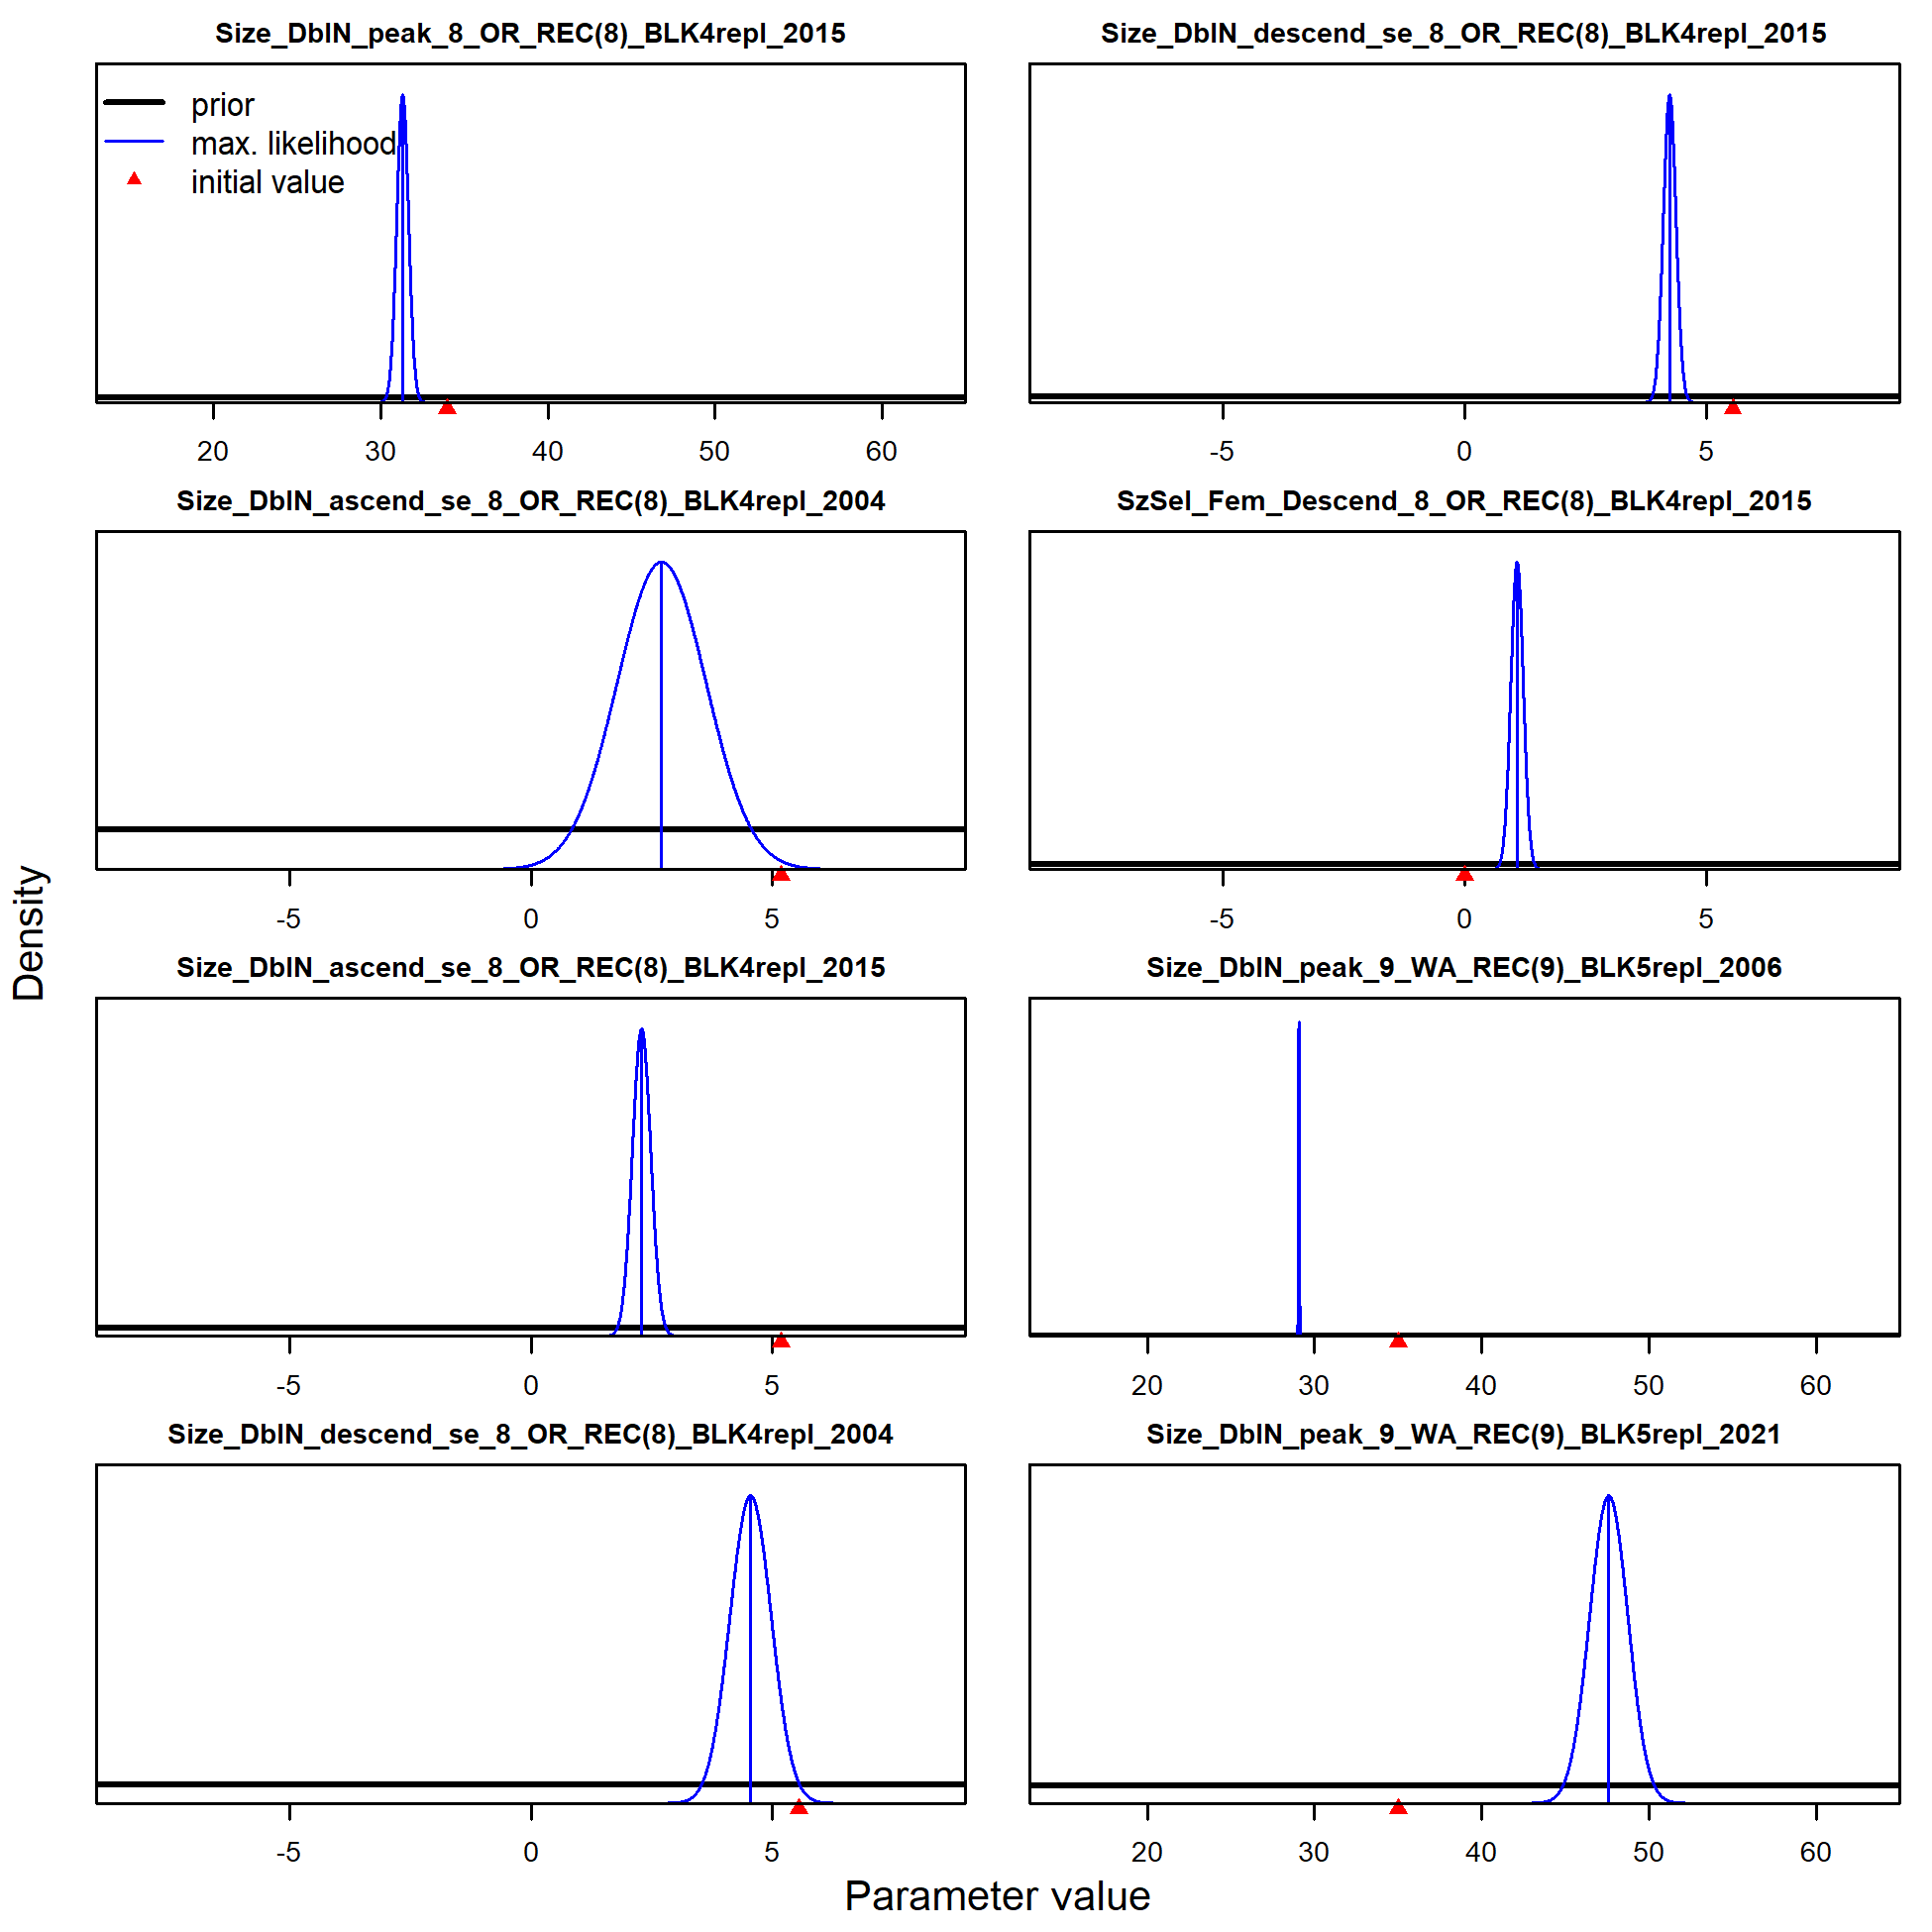 Size_DblN_peak_8_OR_REC(8)_BLK4repl_2015
prior
max. likelihood
initial value
20 30 40 50 60
Size_DblN_descend_se_8_OR_REC(8)_BLK4repl_2015
-5 0 5
Size_DblN_ascend_se_8_OR_REC(8)_BLK4repl_2004
-5 0 5
SzSel_Fem_Descend_8_OR_REC(8)_BLK4repl_2015
-5 0 5
Size_DblN_ascend_se_8_OR_REC(8)_BLK4repl_2015
-5 0 5
Size_DblN_peak_9_WA_REC(9)_BLK5repl_2006
20 30 40 50 60
Size_DblN_descend_se_8_OR_REC(8)_BLK4repl_2004
-5 0 5
Size_DblN_peak_9_WA_REC(9)_BLK5repl_2021
20 30 40 50 60
Density
Parameter value